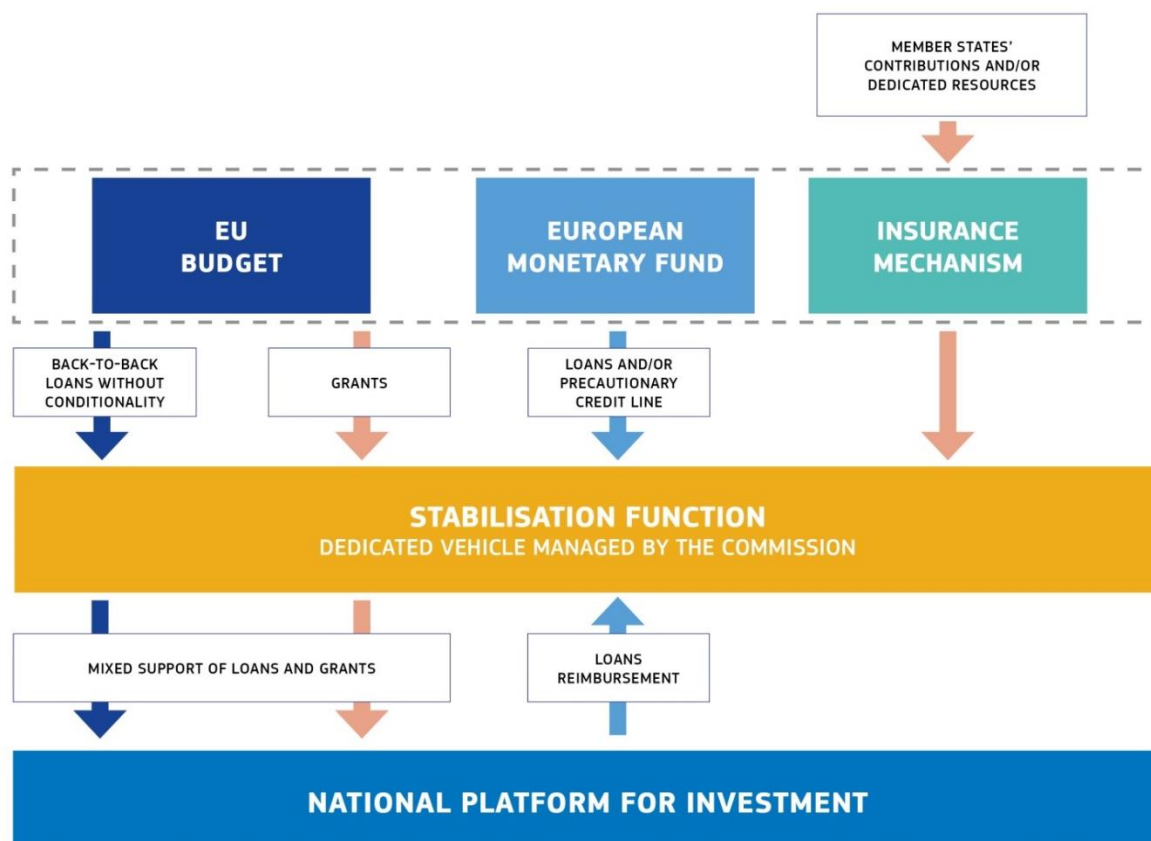 MEMBER STATES'
CONTRIBUTIONS AND/OR
DEDICATED RESOURCES
EU
BUDGET
EUROPEAN
MONETARY FUND
INSURANCE
MECHANISM
BACK-TO-BACK
LOANS WITHOUT
CONDITIONALITY
GRANTS
LOANS AND/OR
PRECAUTIONARY
CREDIT LINE
STABILISATION FUNCTION
DEDICATED VEHICLE MANAGED BY THE COMMISSION
MIXED SUPPORT OF LOANS AND GRANTS
LOANS
REIMBURSEMENT
NATIONAL PLATFORM FOR INVESTMENT